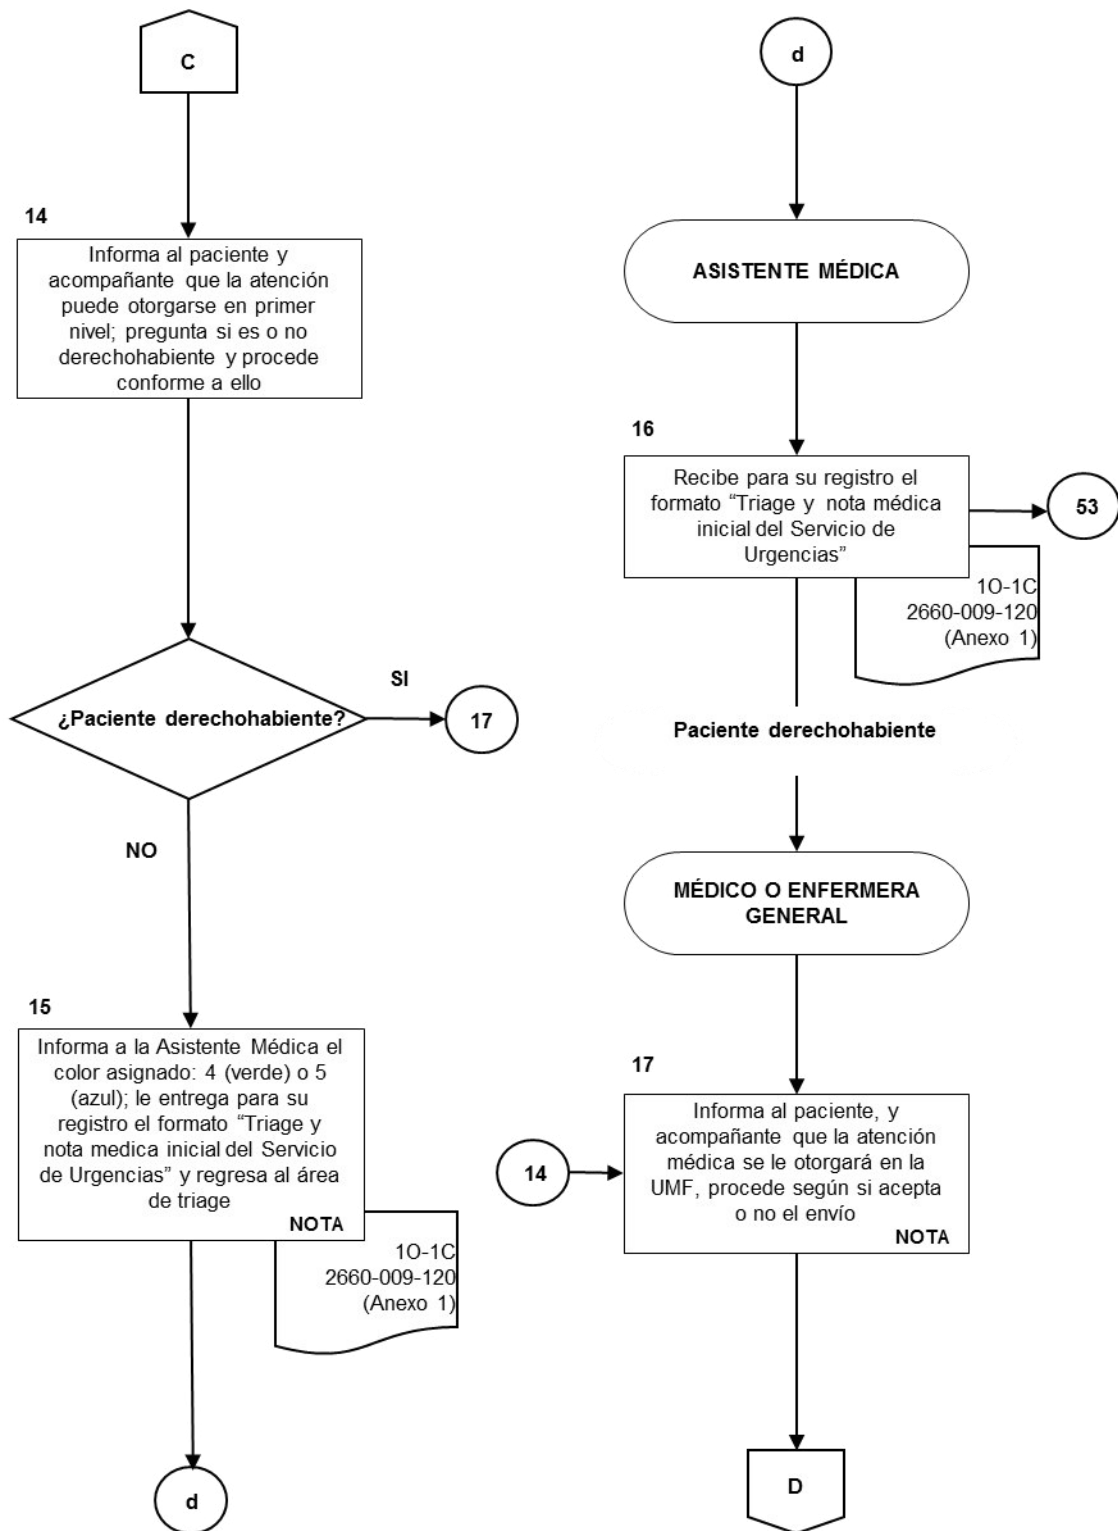 C
14
Informa al paciente y
acompañante que la atención
puede otorgarse en primer
nivel; pregunta si es o no
derechohabiente y procede
conforme a ello
¿Paciente derechohabiente?
SI
17
NO
15
Informa a la Asistente Médica el
color asignado: 4 (verde) o 5
(azul); le entrega para su
registro el formato “Triage y
nota medica inicial del Servicio
de Urgencias” y regresa al área
de triage
NOTA
1O-1C
2660-009-120
(Anexo 1)
d
d
ASISTENTE MÉDICA
16
Recibe para su registro el
formato “Triage y nota médica
inicial del Servicio de
Urgencias”
53
1O-1C
2660-009-120
(Anexo 1)
Paciente derechohabiente
MÉDICO O ENFERMERA
GENERAL
17
14
Informa al paciente, y
acompañante que la atención
médica se le otorgará en la
UMF, procede según si acepta
o no el envío
NOTA
D